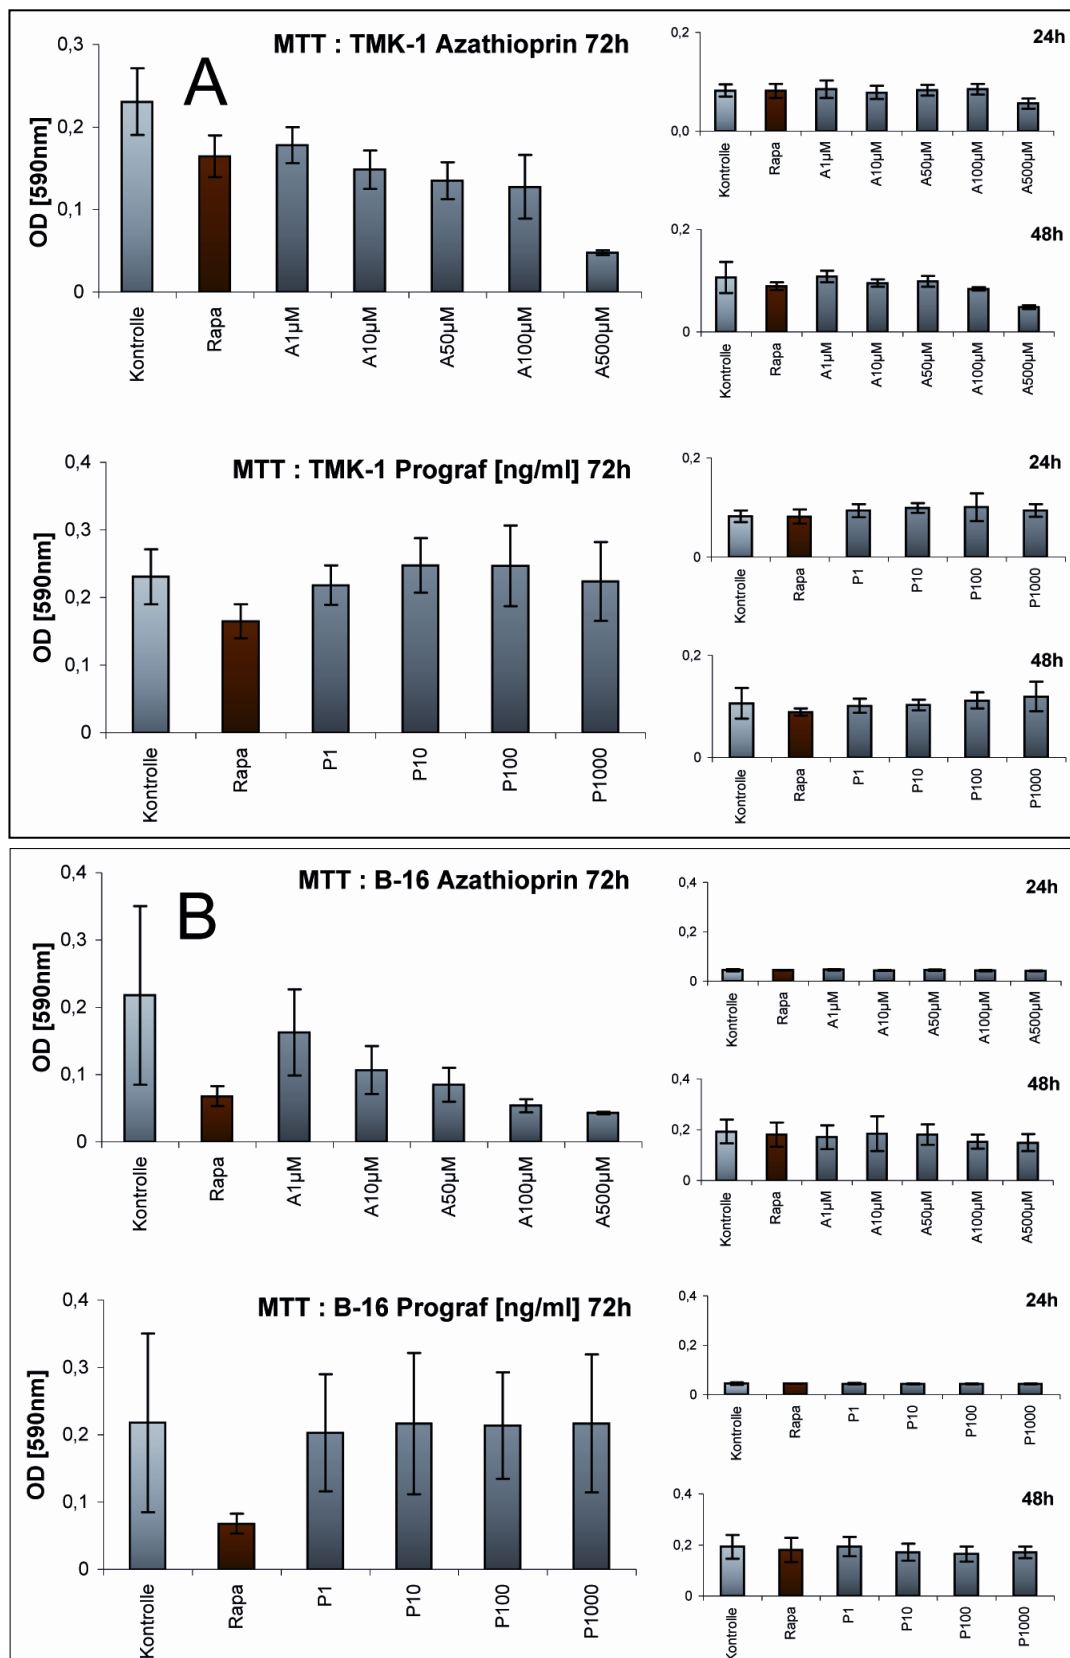 A
MTT : TMK-1 Azathioprin 72h
OD [590nm]
0,3
0,2
0,1
0
Kontrolle
Rapa
A1µM
A10µM
A50µM
A100µM
A500µM
24h
0,2
0,0
Kontrolle
Rapa
A1µM
A10µM
A50µM
A100µM
A500µM
48h
0,2
0
Kontrolle
Rapa
A1µM
A10µM
A50µM
A100µM
A500µM
MTT : TMK-1 Prograf [ng/ml] 72h
OD [590nm]
0,4
0,3
0,2
0,1
0
Kontrolle
Rapa
P1
P10
P100
P1000
24h
0,2
0
Kontrolle
Rapa
P1
P10
P100
P1000
48h
0,2
0
Kontrolle
Rapa
P1
P10
P100
P1000
B
MTT : B-16 Azathioprin 72h
OD [590nm]
0,4
0,3
0,2
0,1
0
Kontrolle
Rapa
A1µM
A10µM
A50µM
A100µM
A500µM
24h
0,4
0,2
0
Kontrolle
Rapa
A1µM
A10µM
A50µM
A100µM
A500µM
48h
0,4
0,2
0
Kontrolle
Rapa
A1µM
A10µM
A50µM
A100µM
A500µM
MTT : B-16 Prograf [ng/ml] 72h
OD [590nm]
0,4
0,3
0,2
0,1
0
Kontrolle
Rapa
P1
P10
P100
P1000
24h
0,4
0,2
0
Kontrolle
Rapa
P1
P10
P100
P1000
48h
0,4
0,2
0
Kontrolle
Rapa
P1
P10
P100
P1000